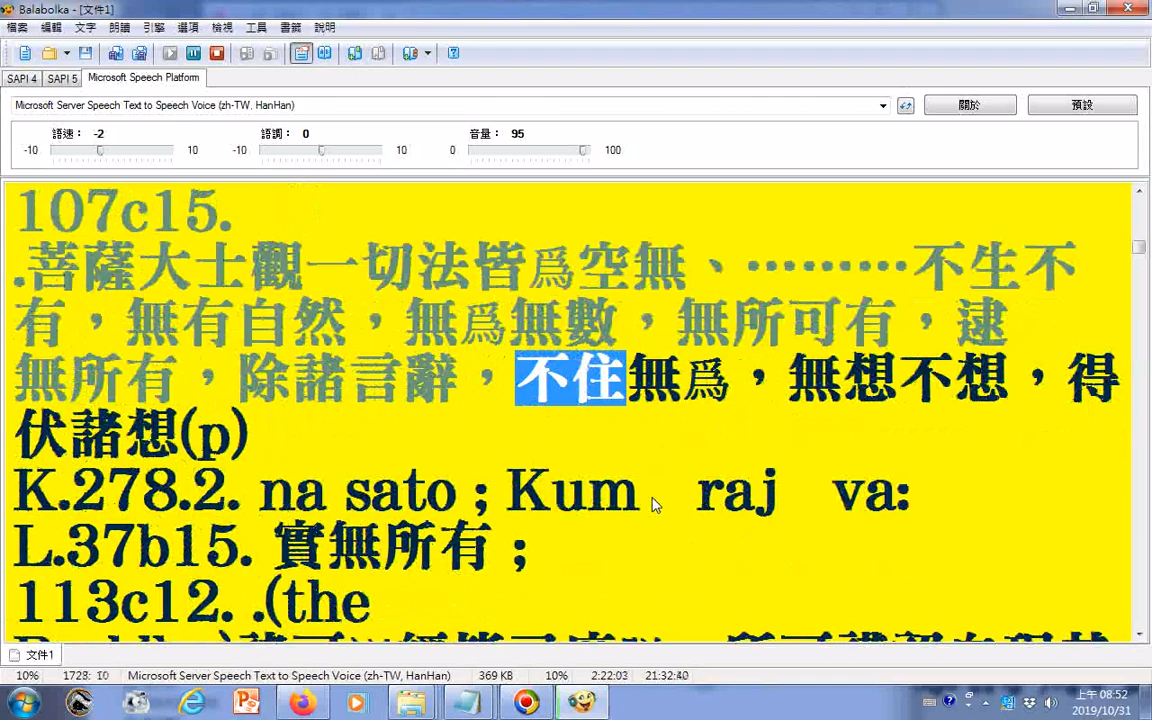 Balabolka - [文件1]
檔案 編輯 文字 朗讀 引擎 選項 檢視 工具 書籤 說明
SAPI 4 SAPI 5 Microsoft Speech Platform
Microsoft Server Speech Text to Speech Voice (zh-TW, HanHan)
關於 預設
語速： -2 語調： 0 音量： 95
-10 10 -10 10 0 100
107c15.
.菩薩大士觀一切法皆爲空無、………不生不
有，無有自然，無爲無數，無所可有，逮
無所有，除諸言辭，不住無爲，無想不想，得
伏諸想(p)
K.278.2. na sato ; Kum raj va:
L.37b15. 實無所有；
113c12. .(the
文件1
10% 1728: 10 Microsoft Server Speech Text to Speech Voice (zh-TW, HanHan) 369 KB 10% 2:22:03 21:32:40
上午 08:52
2019/10/31